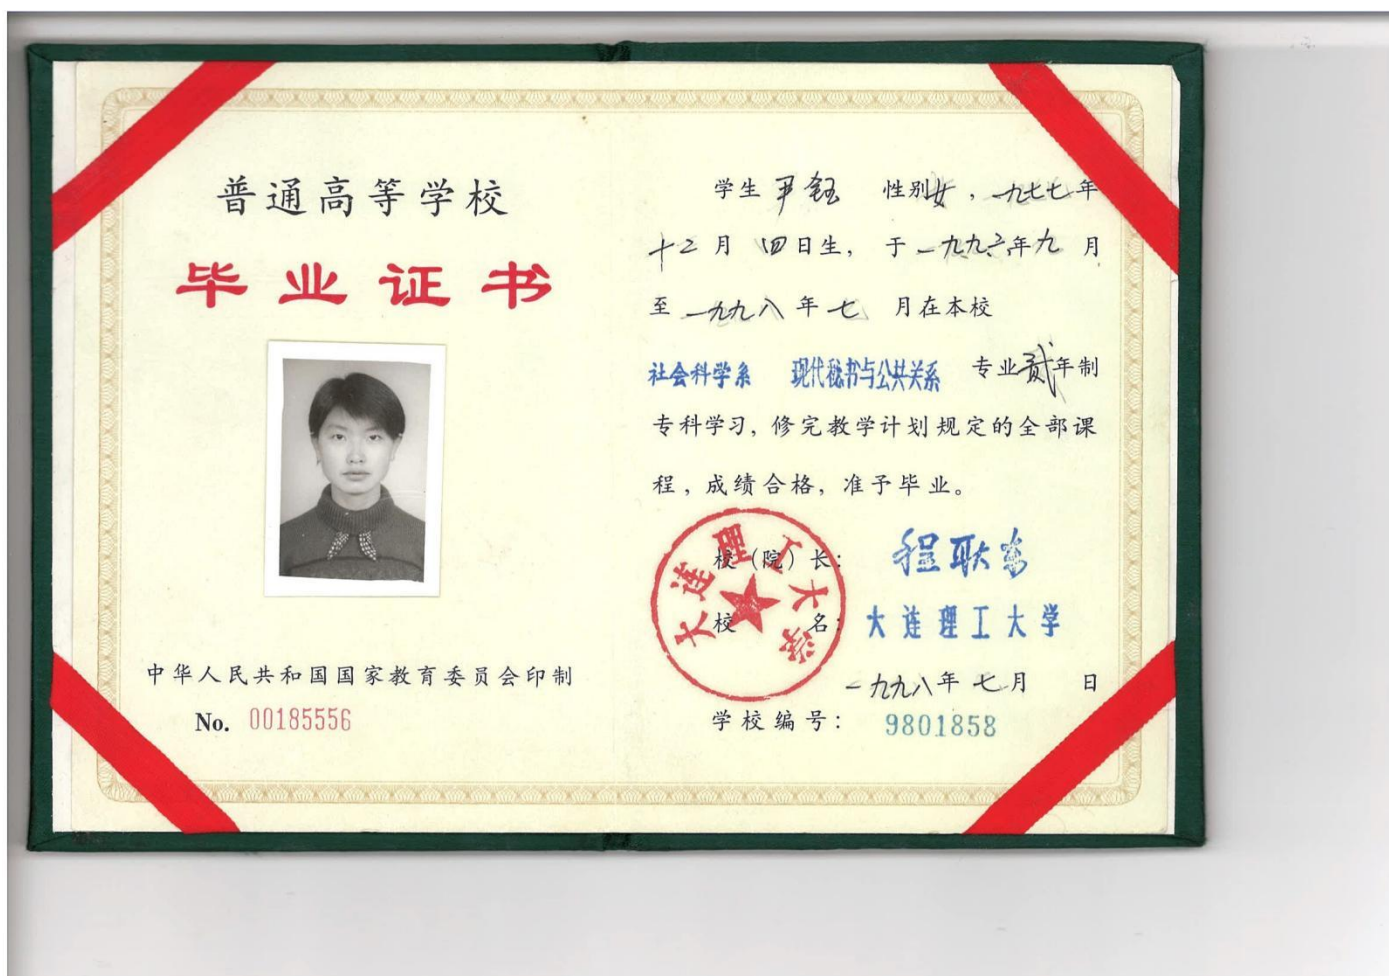 普通高等学校
毕业证书
中华人民共和国国家教育委员会印制
No. 00185556
学生 尹钰 性别女，一九七七年
十二月 四日生，于一九九六年九月
至一九九八年七月在本校
社会科学系 现代秘书与公共关系 专业贰年制
专科学习，修完教学计划规定的全部课
程，成绩合格，准予毕业。
校（院）长：程联
校名：大连理工大学
大连理工大学
一九九八年七月 日
学校编号：9801858